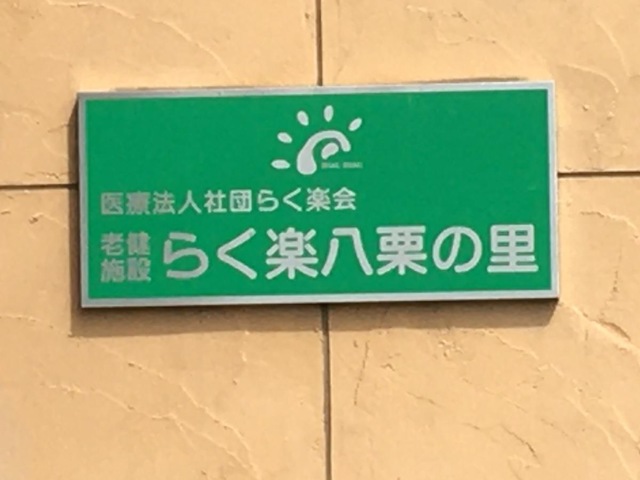 医療法人社団らく楽会
老健
施設
らく楽八栗の里